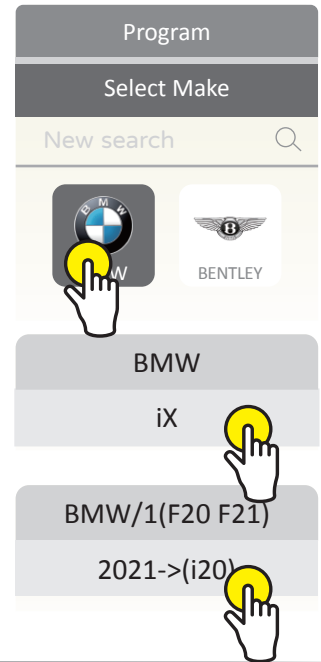 Program
Select Make
New search
B M W
B
BENTLEY
BMW
iX
BMW/1(F20 F21)
2021->(i20)